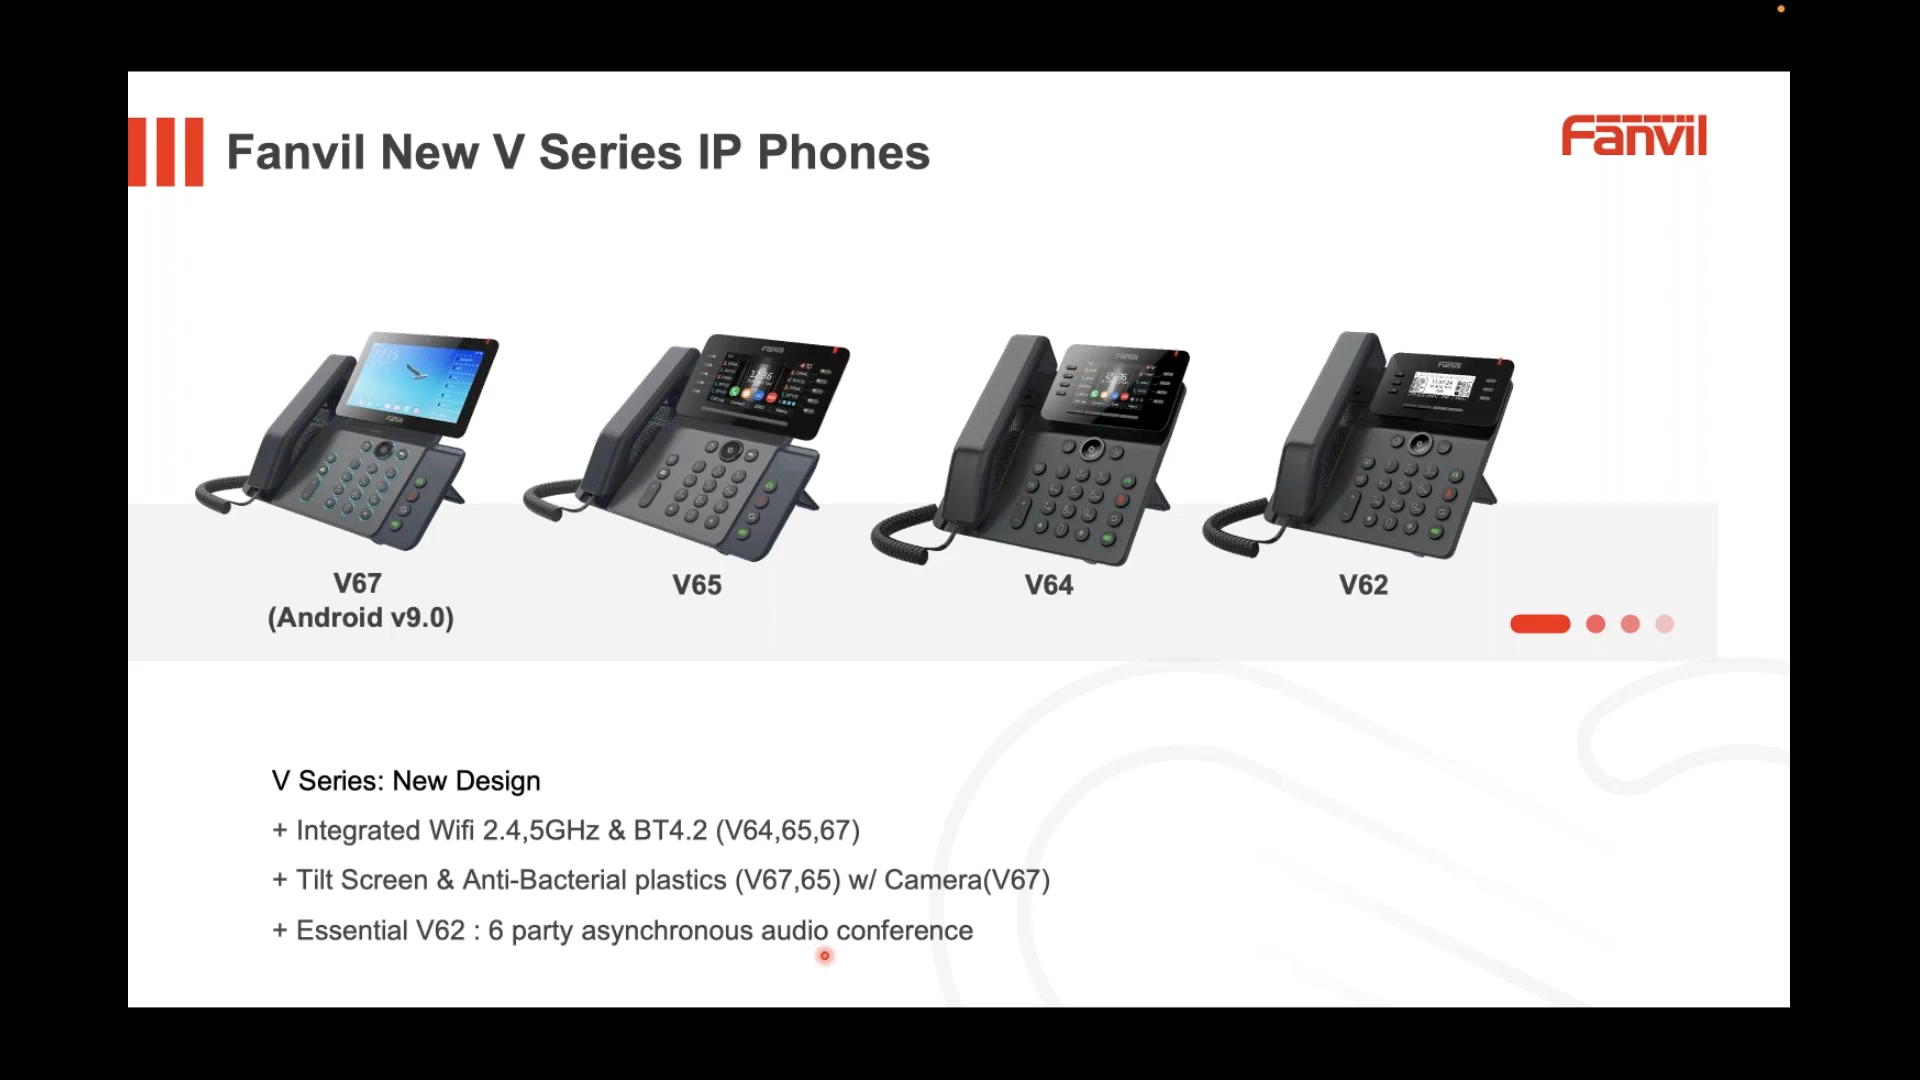 Fanvil New V Series IP Phones
Fanvil
V67
(Android v9.0)
V65
V64
V62
V Series: New Design
+ Integrated Wifi 2.4,5GHz & BT4.2 (V64,65,67)
+ Tilt Screen & Anti-Bacterial plastics (V67,65) w/ Camera(V67)
+ Essential V62 : 6 party asynchronous audio conference